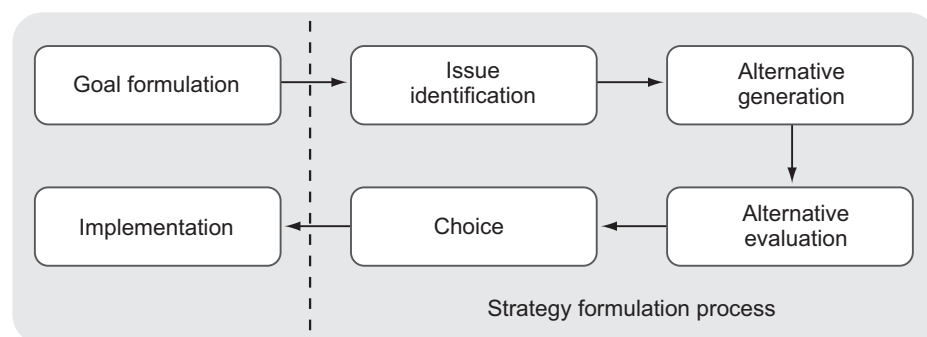 Goal formulation
Issue
identification
Alternative
generation
Implementation
Choice
Alternative
evaluation
Strategy formulation process